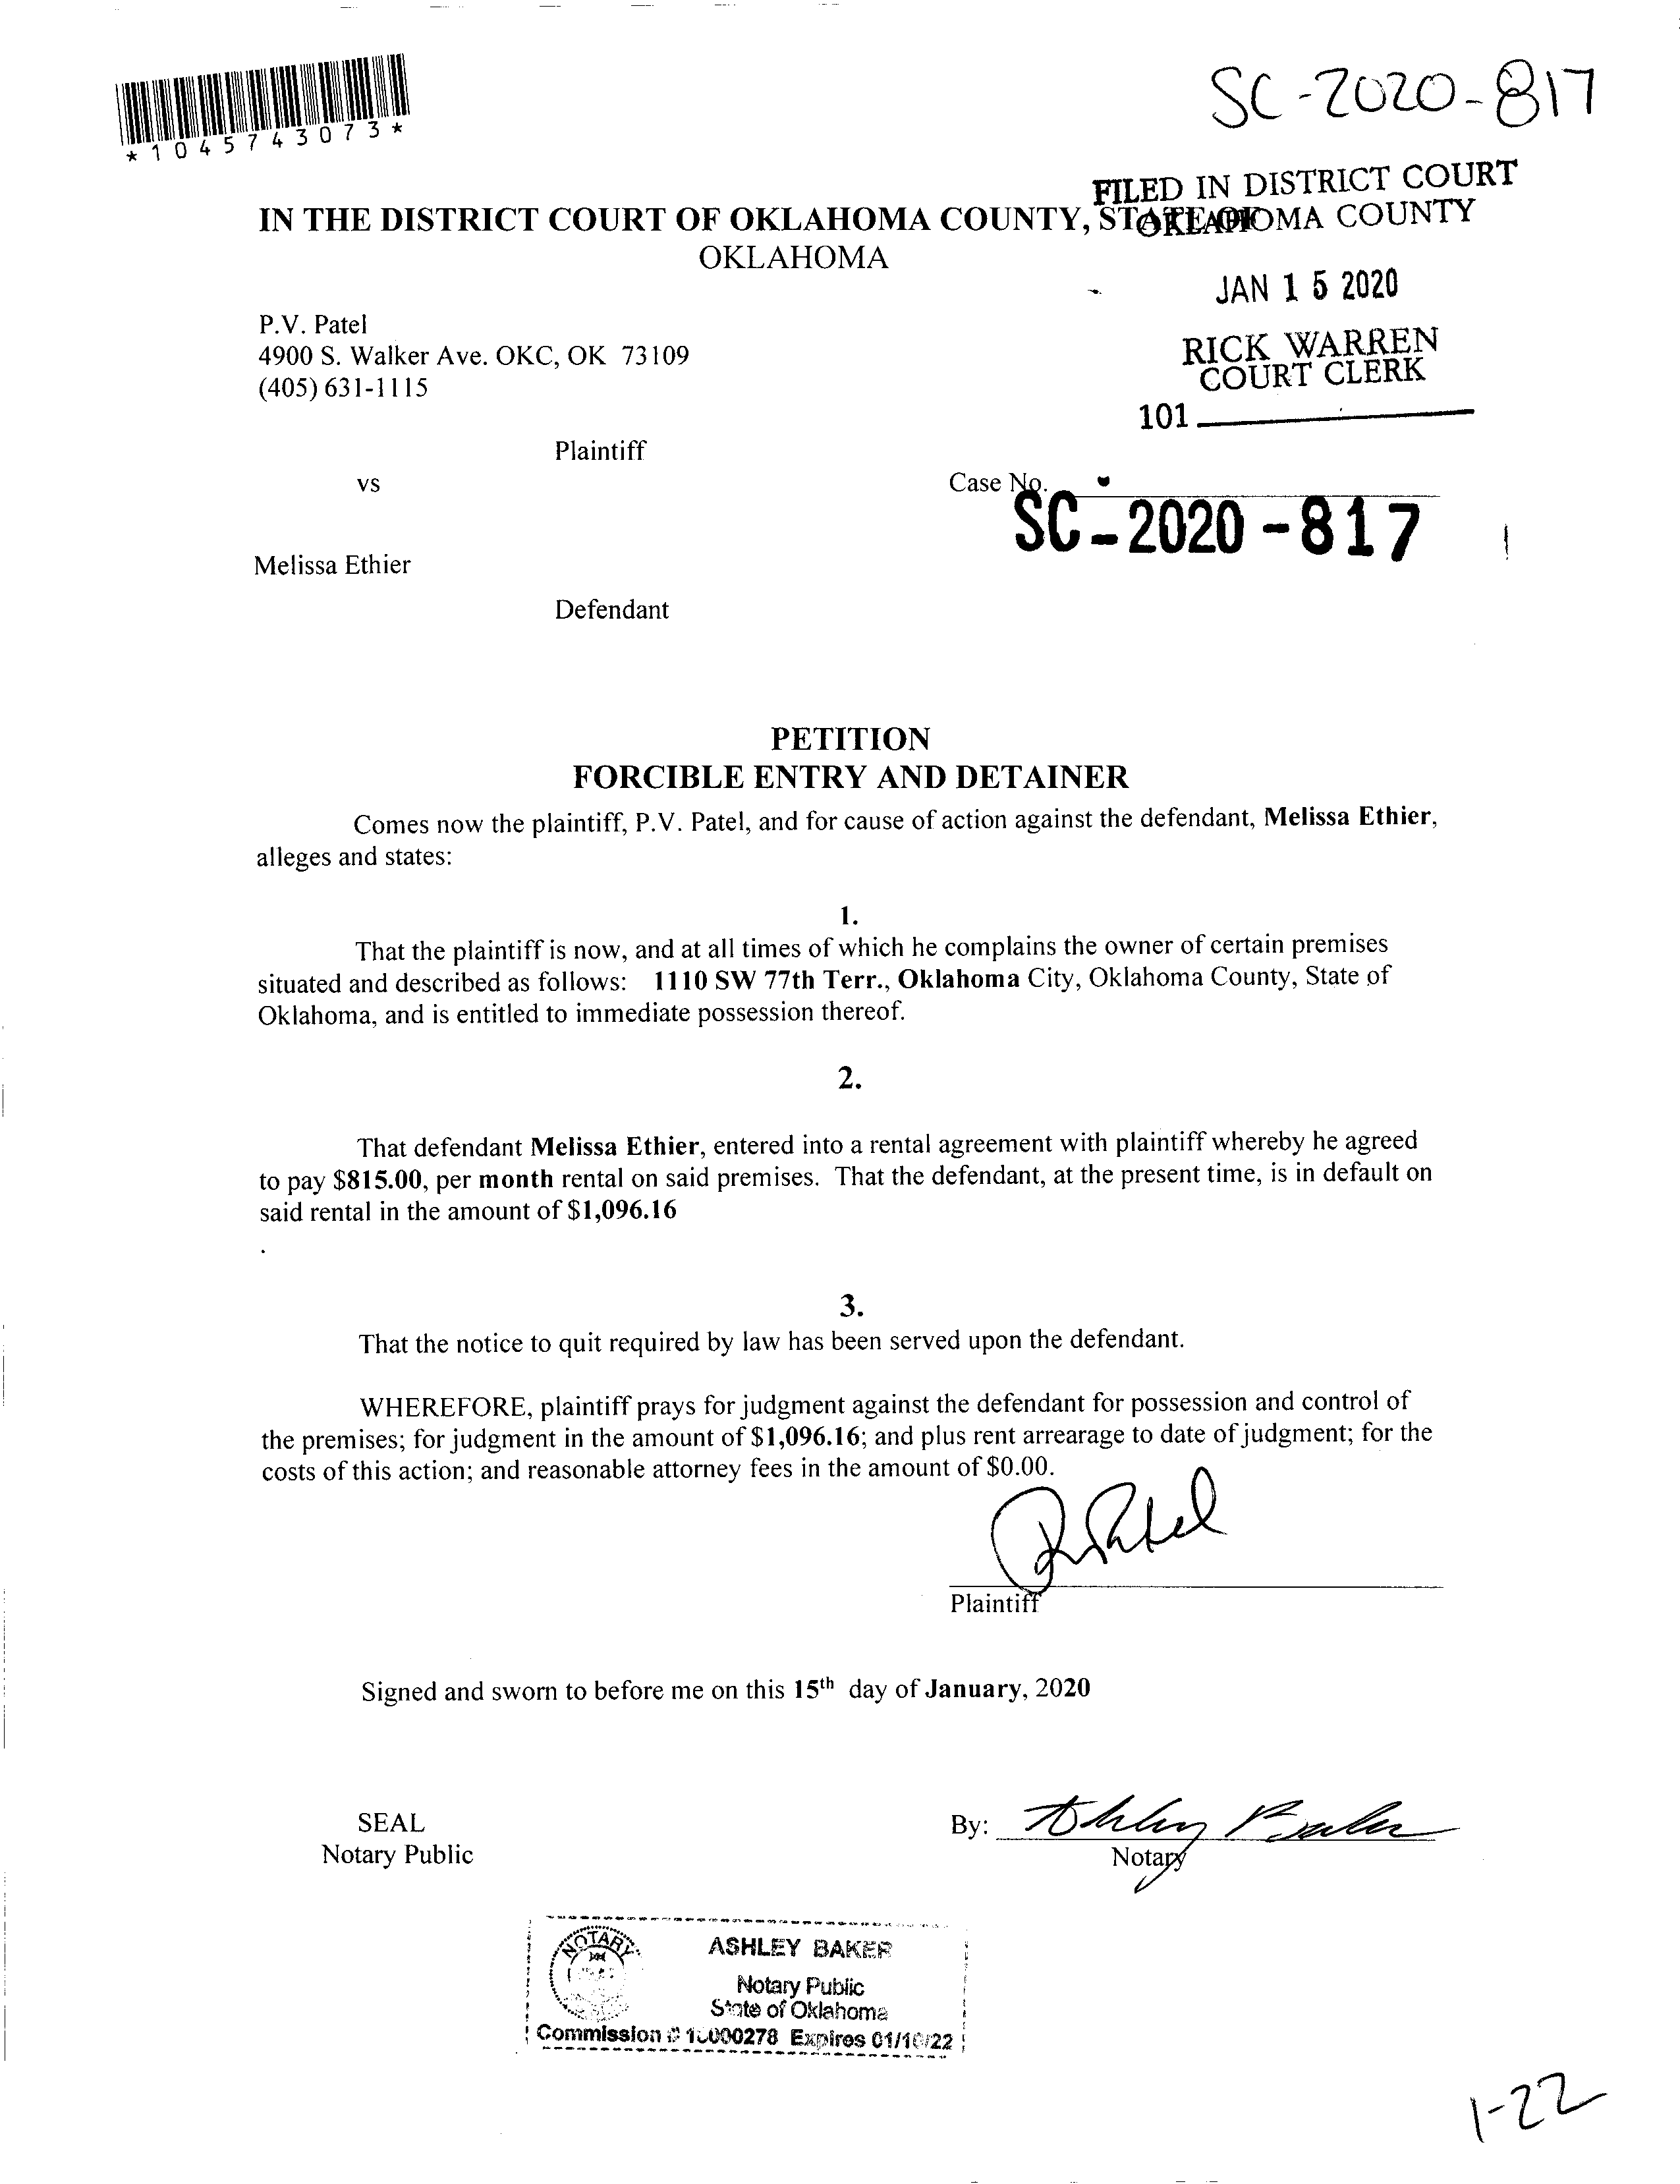 SC-2020-817
*1045743073*
FILED IN DISTRICT COURT
OKLAHOMA COUNTY
IN THE DISTRICT COURT OF OKLAHOMA COUNTY, STATE OF
OKLAHOMA
JAN 15 2020
P.V. Patel
4900 S. Walker Ave. OKC, OK 73109
(405) 631-1115
RICK WARREN
COURT CLERK
101
Plaintiff
vs
Case No.
SC-2020-817
Melissa Ethier
Defendant
PETITION
FORCIBLE ENTRY AND DETAINER
Comes now the plaintiff, P.V. Patel, and for cause of action against the defendant, Melissa Ethier,
alleges and states:
1.
That the plaintiff is now, and at all times of which he complains the owner of certain premises
situated and described as follows: 1110 SW 77th Terr., Oklahoma City, Oklahoma County, State of
Oklahoma, and is entitled to immediate possession thereof.
2.
That defendant Melissa Ethier, entered into a rental agreement with plaintiff whereby he agreed
to pay $815.00, per month rental on said premises. That the defendant, at the present time, is in default on
said rental in the amount of $1,096.16
.
3.
That the notice to quit required by law has been served upon the defendant.
WHEREFORE, plaintiff prays for judgment against the defendant for possession and control of
the premises; for judgment in the amount of $1,096.16; and plus rent arrearage to date of judgment; for the
costs of this action; and reasonable attorney fees in the amount of $0.00.
Plaintiff
Signed and sworn to before me on this 15th day of January, 2020
SEAL
Notary Public
By: Ashley Baker
Notary
NOTARY
ASHLEY BAKER
Notary Public
State of Oklahoma
Commission # Expires
1-22